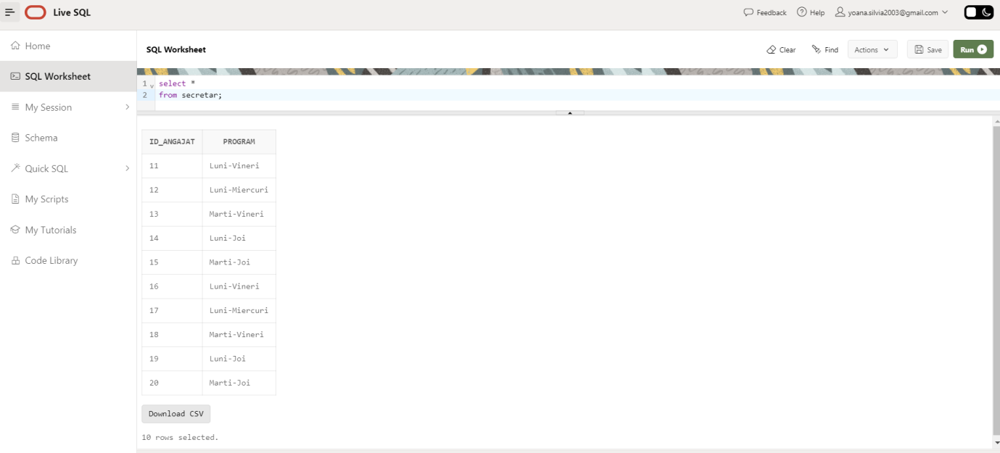 Live SQL
Feedback Help yoana.silvia2003@gmail.com
Home
SQL Worksheet
My Session
Schema
Quick SQL
My Scripts
My Tutorials
Code Library
SQL Worksheet
Clear Find Actions Save Run
1 select *
2 from secretar;
ID_ANGAJAT PROGRAM
11 Luni-Vineri
12 Luni-Miercuri
13 Marti-Vineri
14 Luni-Joi
15 Marti-Joi
16 Luni-Vineri
17 Luni-Miercuri
18 Marti-Vineri
19 Luni-Joi
20 Marti-Joi
Download CSV
10 rows selected.